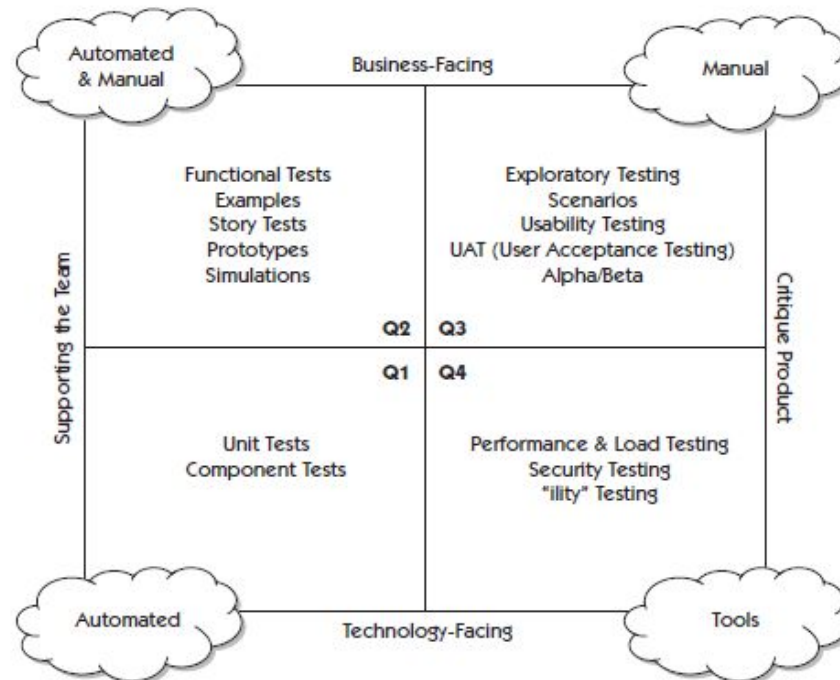 Automated
& Manual
Business-Facing
Manual
Functional Tests
Examples
Story Tests
Prototypes
Simulations
Exploratory Testing
Scenarios
Usability Testing
UAT (User Acceptance Testing)
Alpha/Beta
Supporting the Team
Critique Product
Q2
Q3
Q1
Q4
Unit Tests
Component Tests
Performance & Load Testing
Security Testing
"ility" Testing
Automated
Technology-Facing
Tools